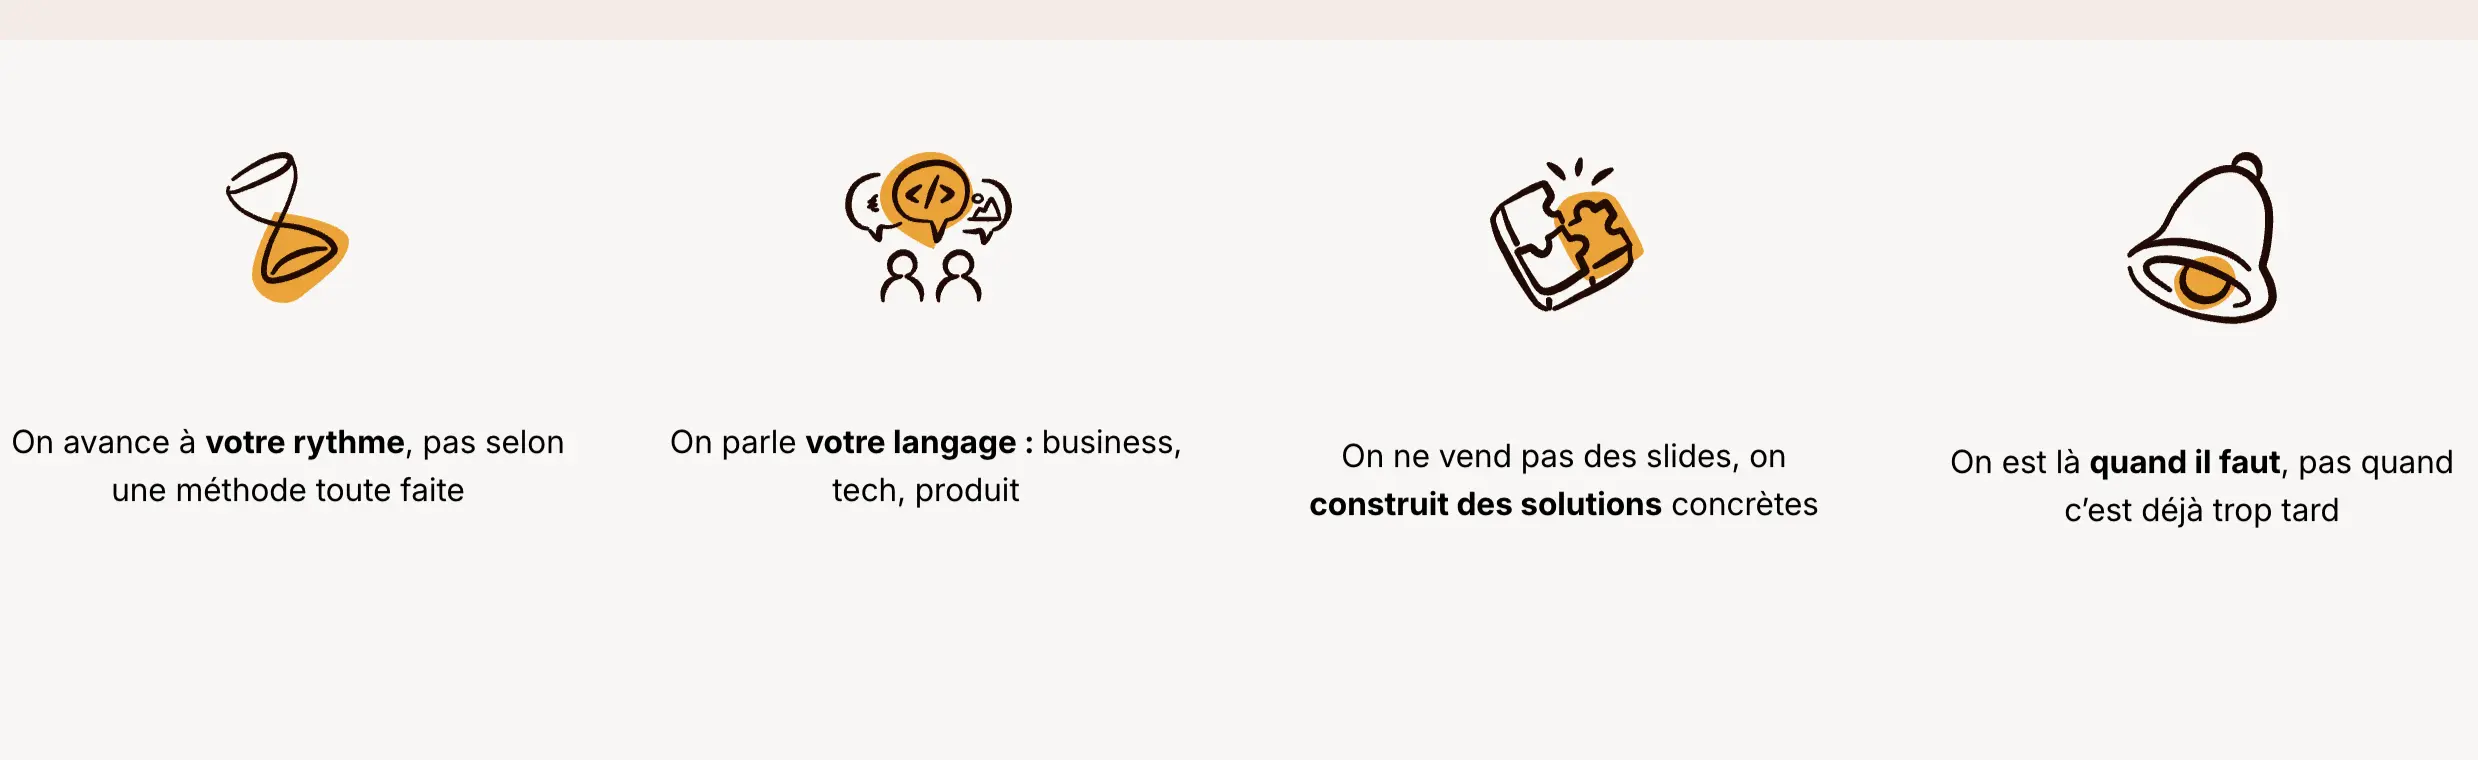 On avance à votre rythme, pas selon
une méthode toute faite
On parle votre langage : business,
tech, produit
On ne vend pas des slides, on
construit des solutions concrètes
On est là quand il faut, pas quand
c’est déjà trop tard